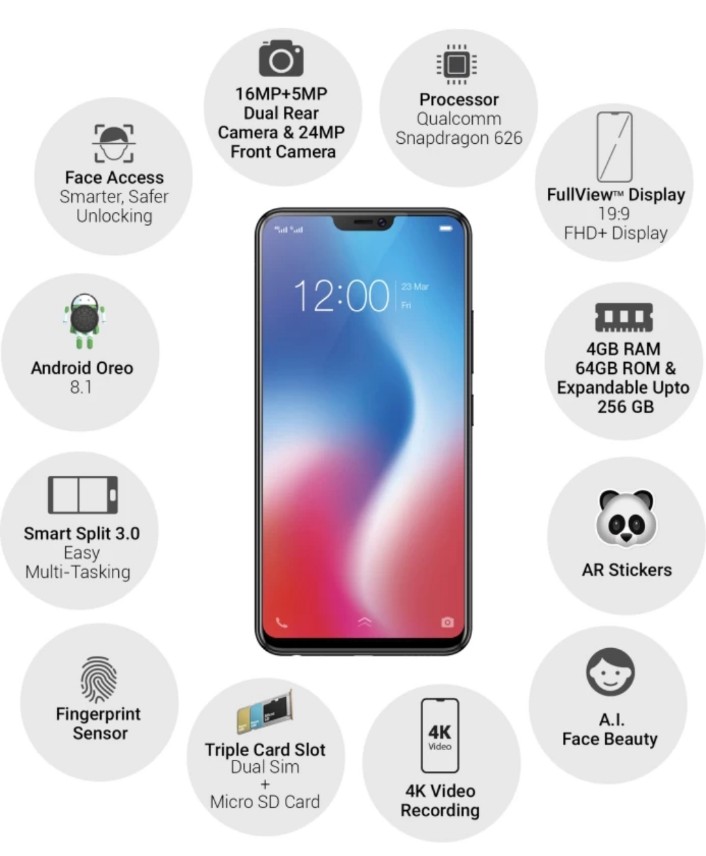 16MP+5MP
Dual Rear
Camera & 24MP
Front Camera
Processor
Qualcomm
Snapdragon 626
Face Access
Smarter, Safer
Unlocking
FullView™ Display
19:9
FHD+ Display
12:00
23 Mar
Fri
Android Oreo
8.1
4GB RAM
64GB ROM &
Expandable Upto
256 GB
Smart Split 3.0
Easy
Multi-Tasking
AR Stickers
Fingerprint
Sensor
Triple Card Slot
Dual Sim
+
Micro SD Card
4K
Video
4K Video
Recording
A.I.
Face Beauty